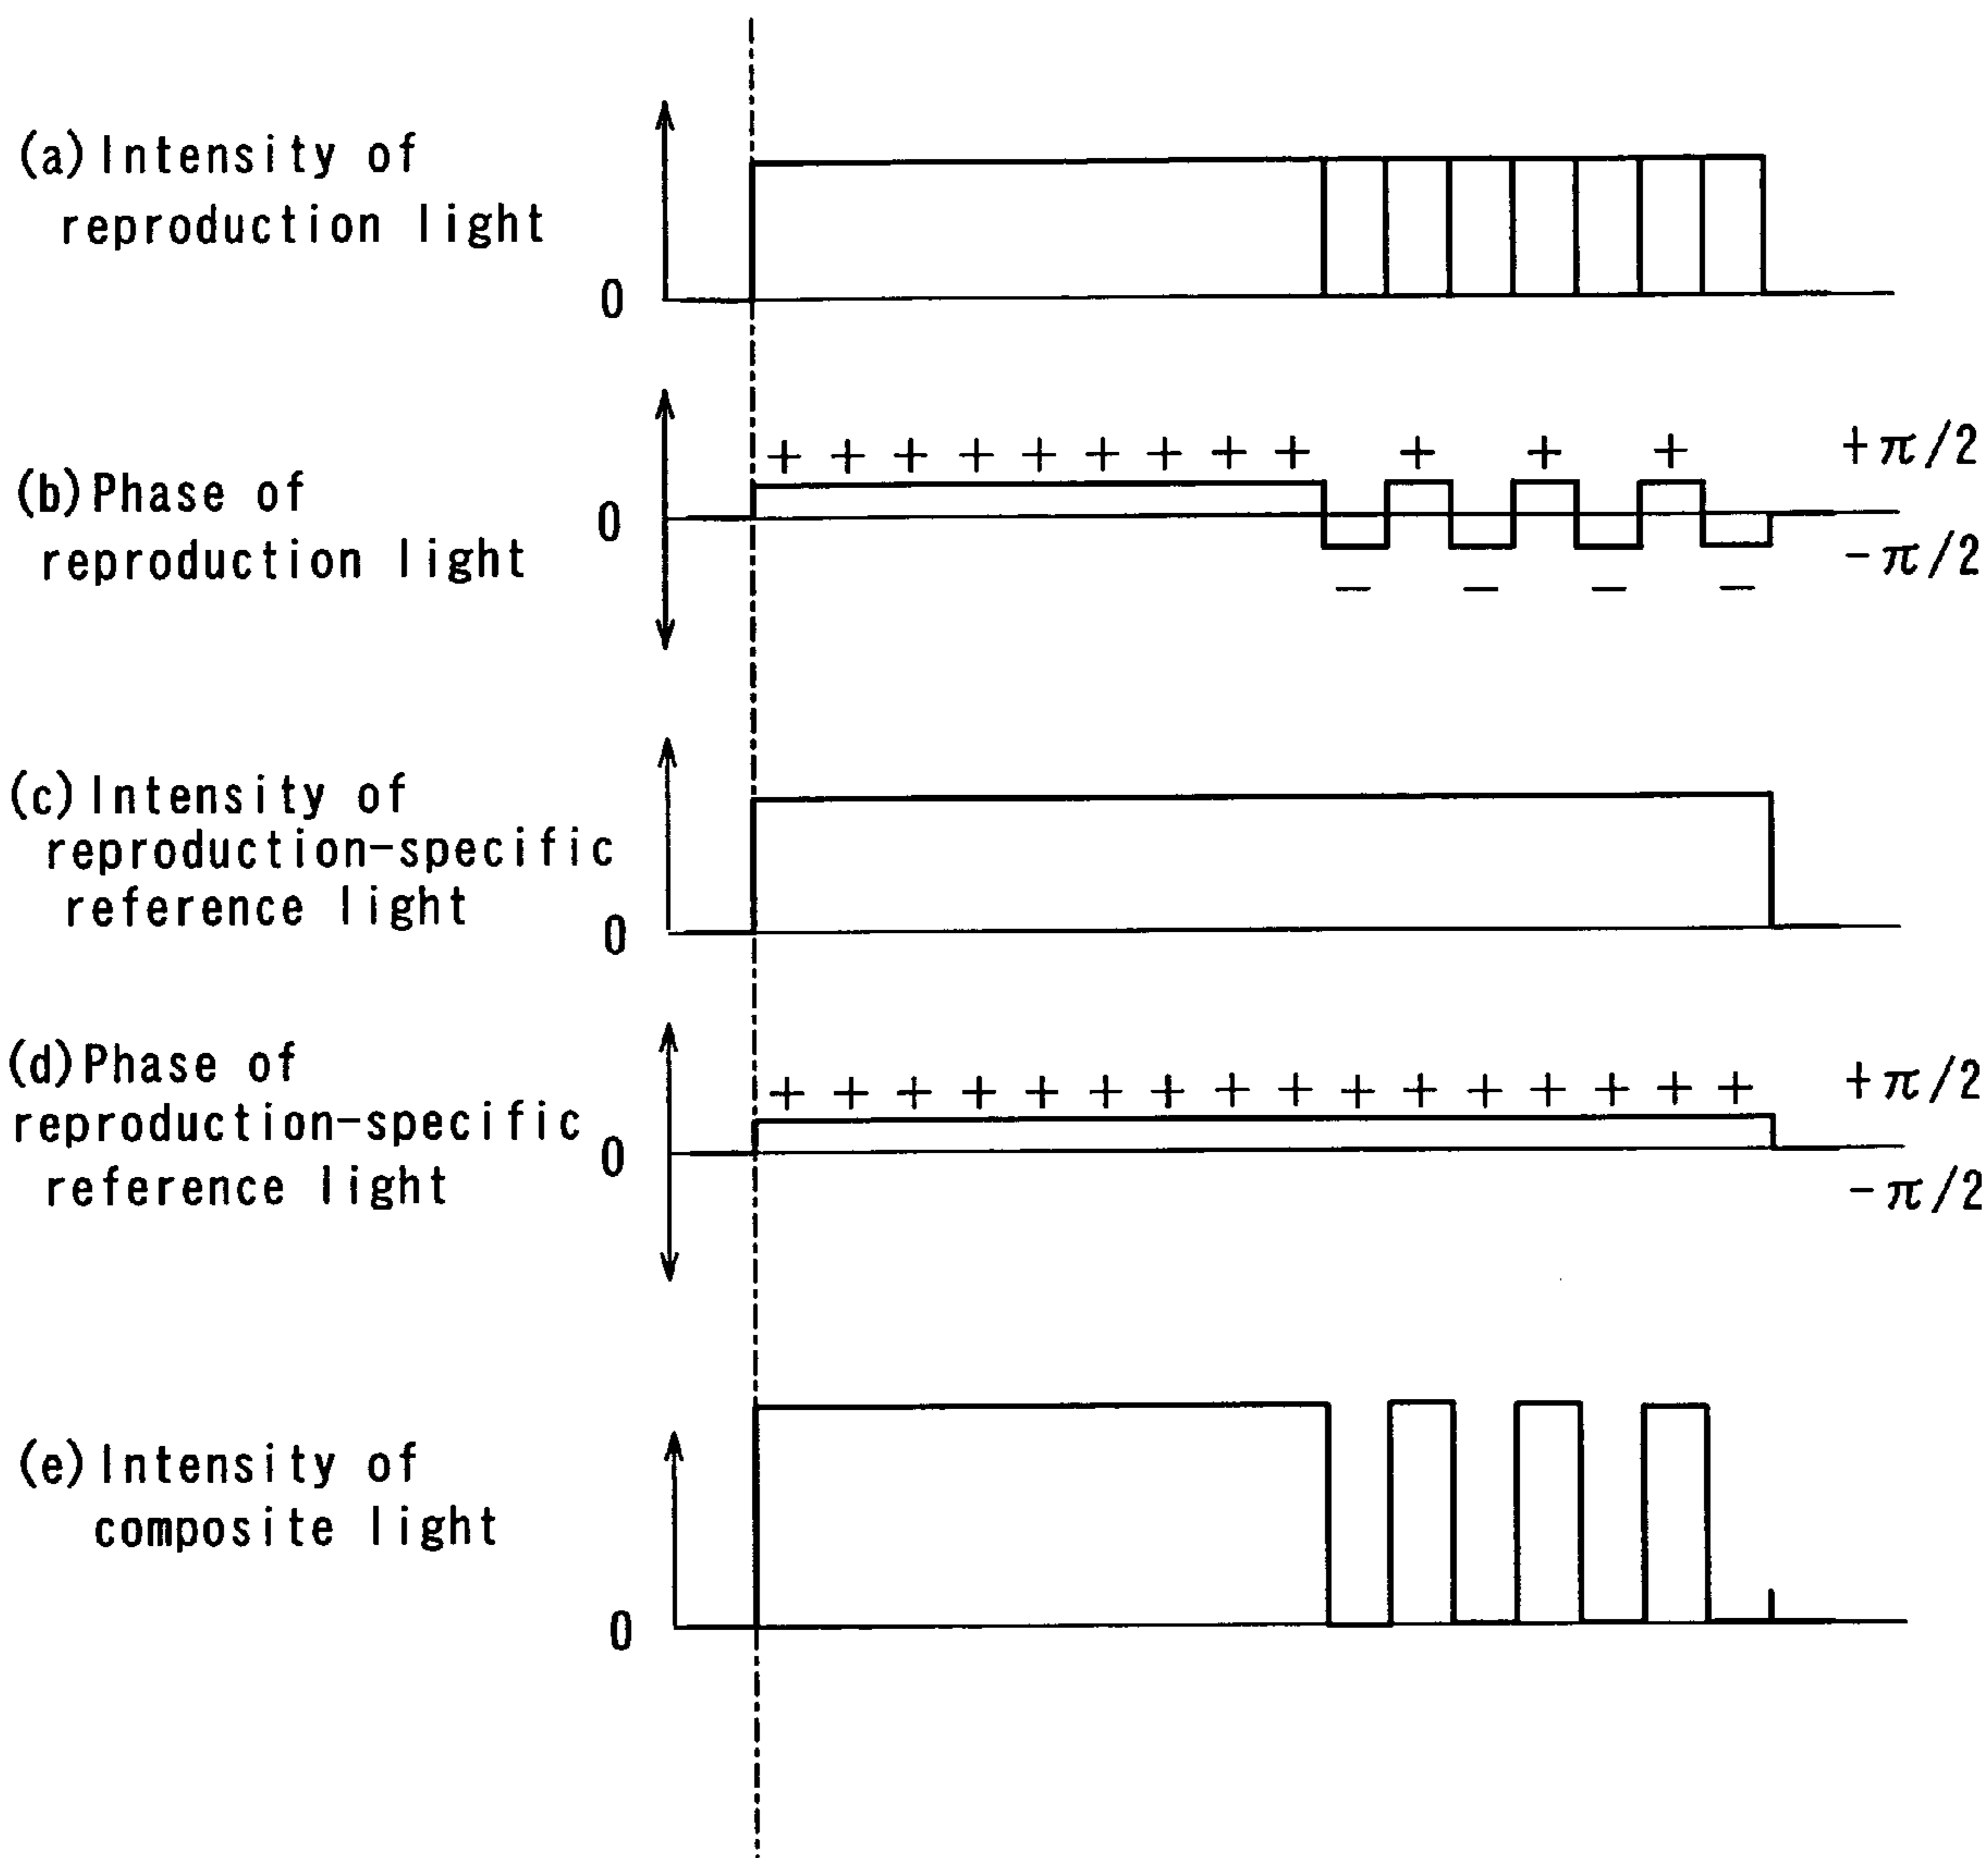 (a)Intensity of
reproduction light
0
+ + + + + + + + + + + + +π/2
(b)Phase of
0
reproduction light
-π/2
- - - -
(c)Intensity of
reproduction-specific
reference light
0
(d)Phase of
+ + + + + + + + + + + + + + + + +π/2
reproduction-specific
0
reference light
-π/2
(e)Intensity of
composite light
0